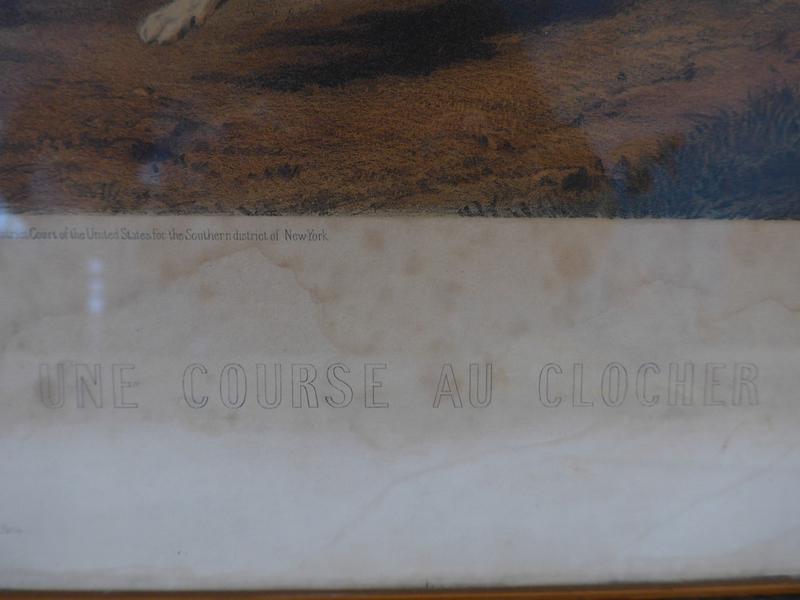 Court of the United States for the Southern district of New-York.
UNE COURSE AU CLOCHER